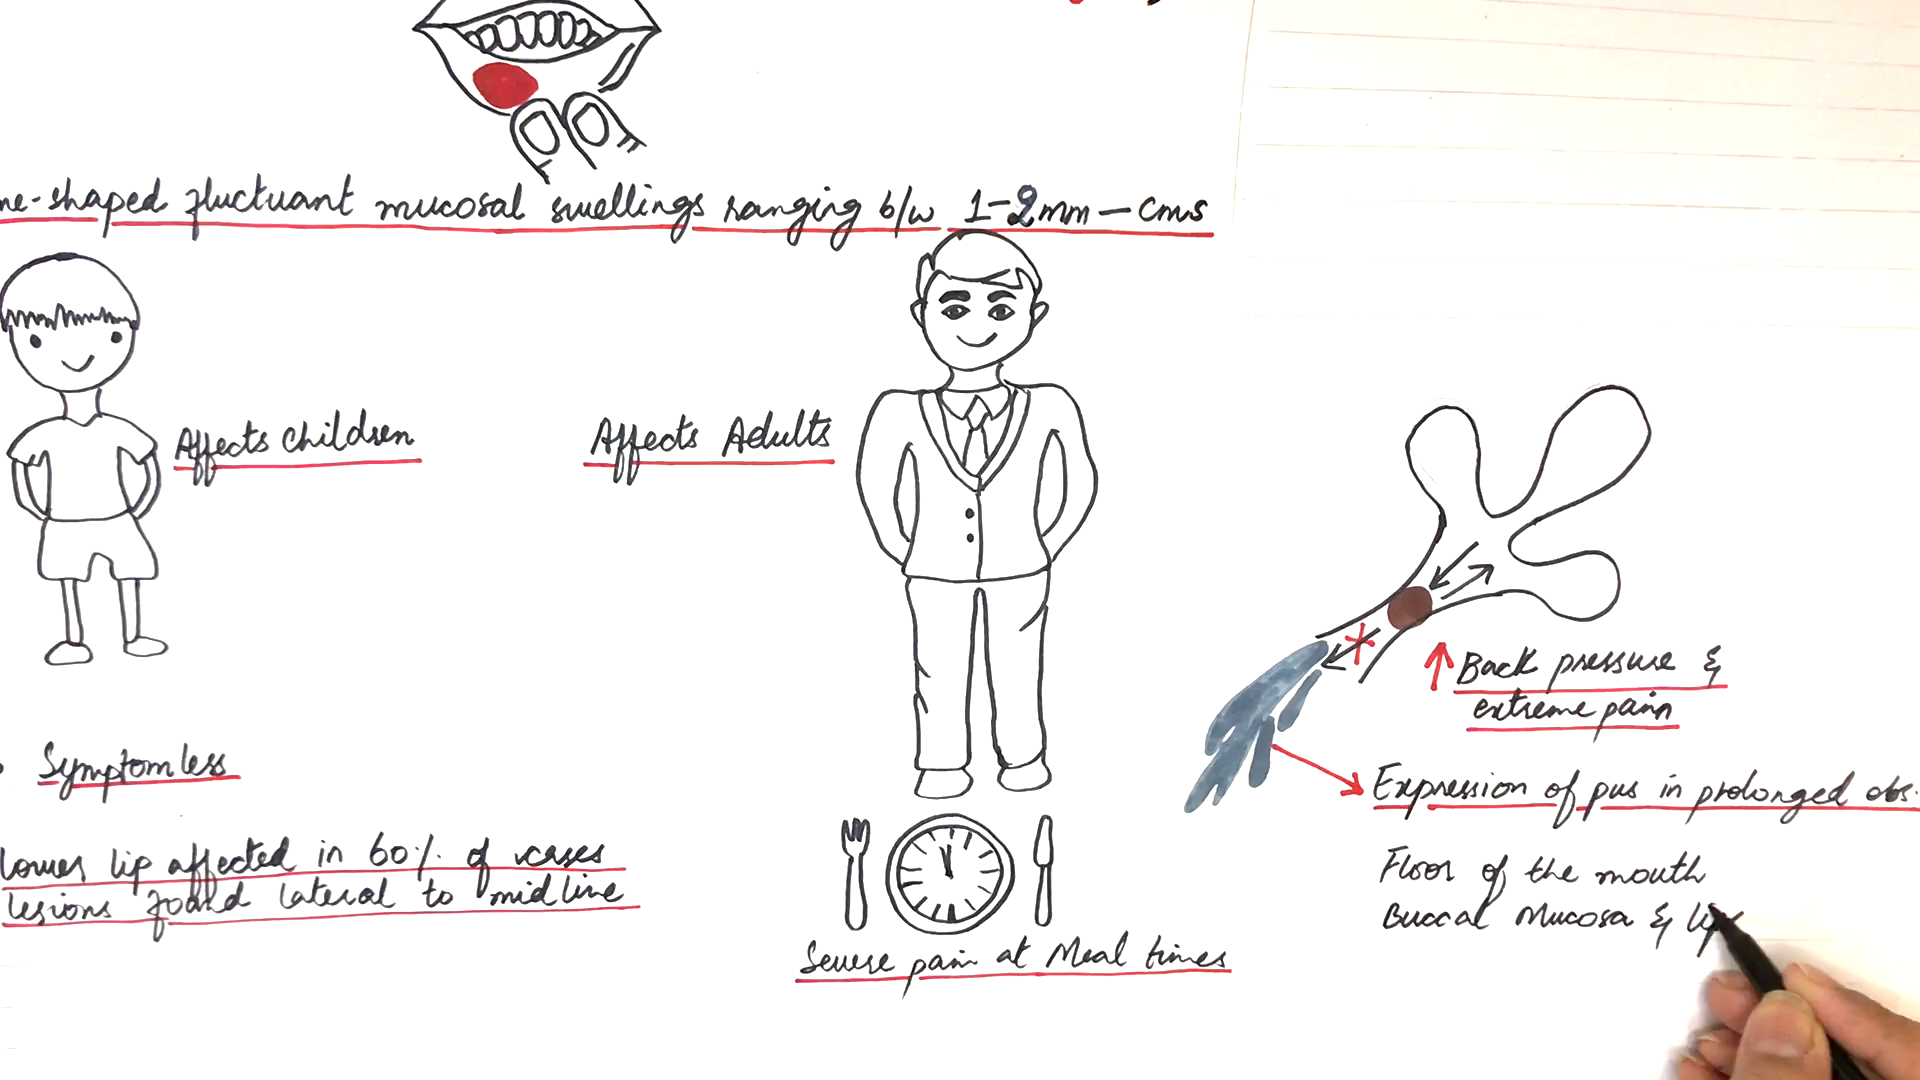 ne-shaped fluctuant mucosal swellings ranging b/w 1-2mm - cms
Affects children
Affects Adults
Back pressure &
extreme pain
Symptomless
Expression of pus in prolonged obs.
Lower lip affected in 60% of cases
lesions found lateral to midline
Floor of the mouth
Buccal Mucosa & lip
Severe pain at Meal times